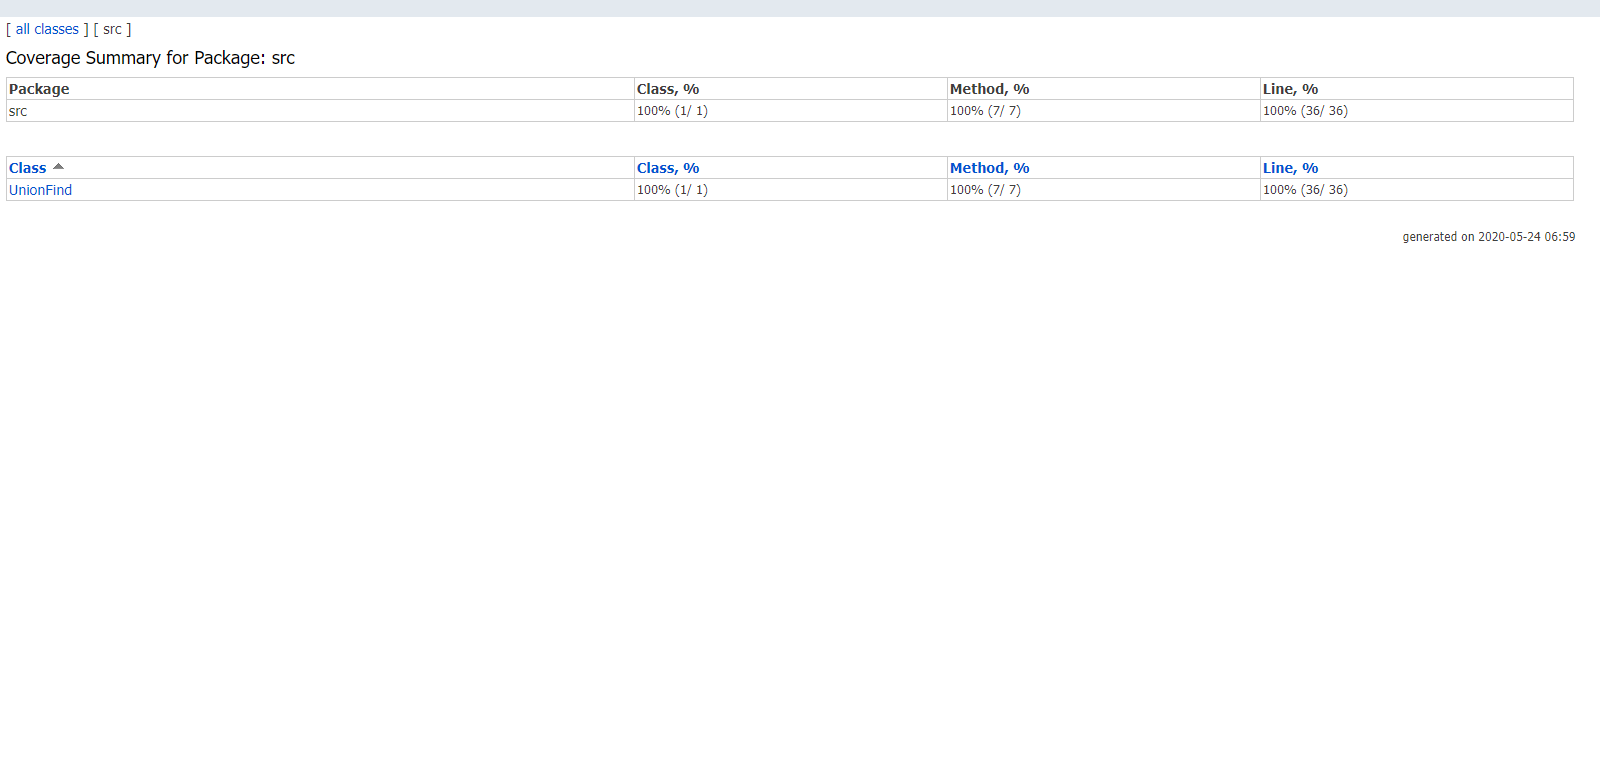 [ all classes ] [ src ]
Coverage Summary for Package: src
Package Class, % Method, % Line, %
src 100% (1/ 1) 100% (7/ 7) 100% (36/ 36)
Class Class, % Method, % Line, %
UnionFind 100% (1/ 1) 100% (7/ 7) 100% (36/ 36)
generated on 2020-05-24 06:59